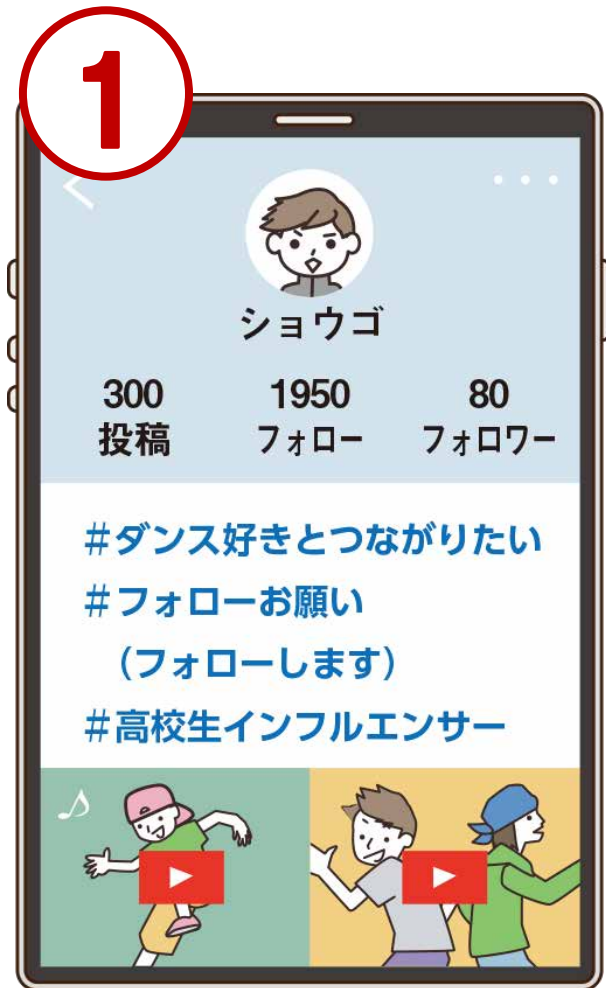 1
ショウゴ
300 1950 80
投稿 フォロー フォロワー
#ダンス好きとつながりたい
#フォローお願い
(フォローします)
#高校生インフルエンサー